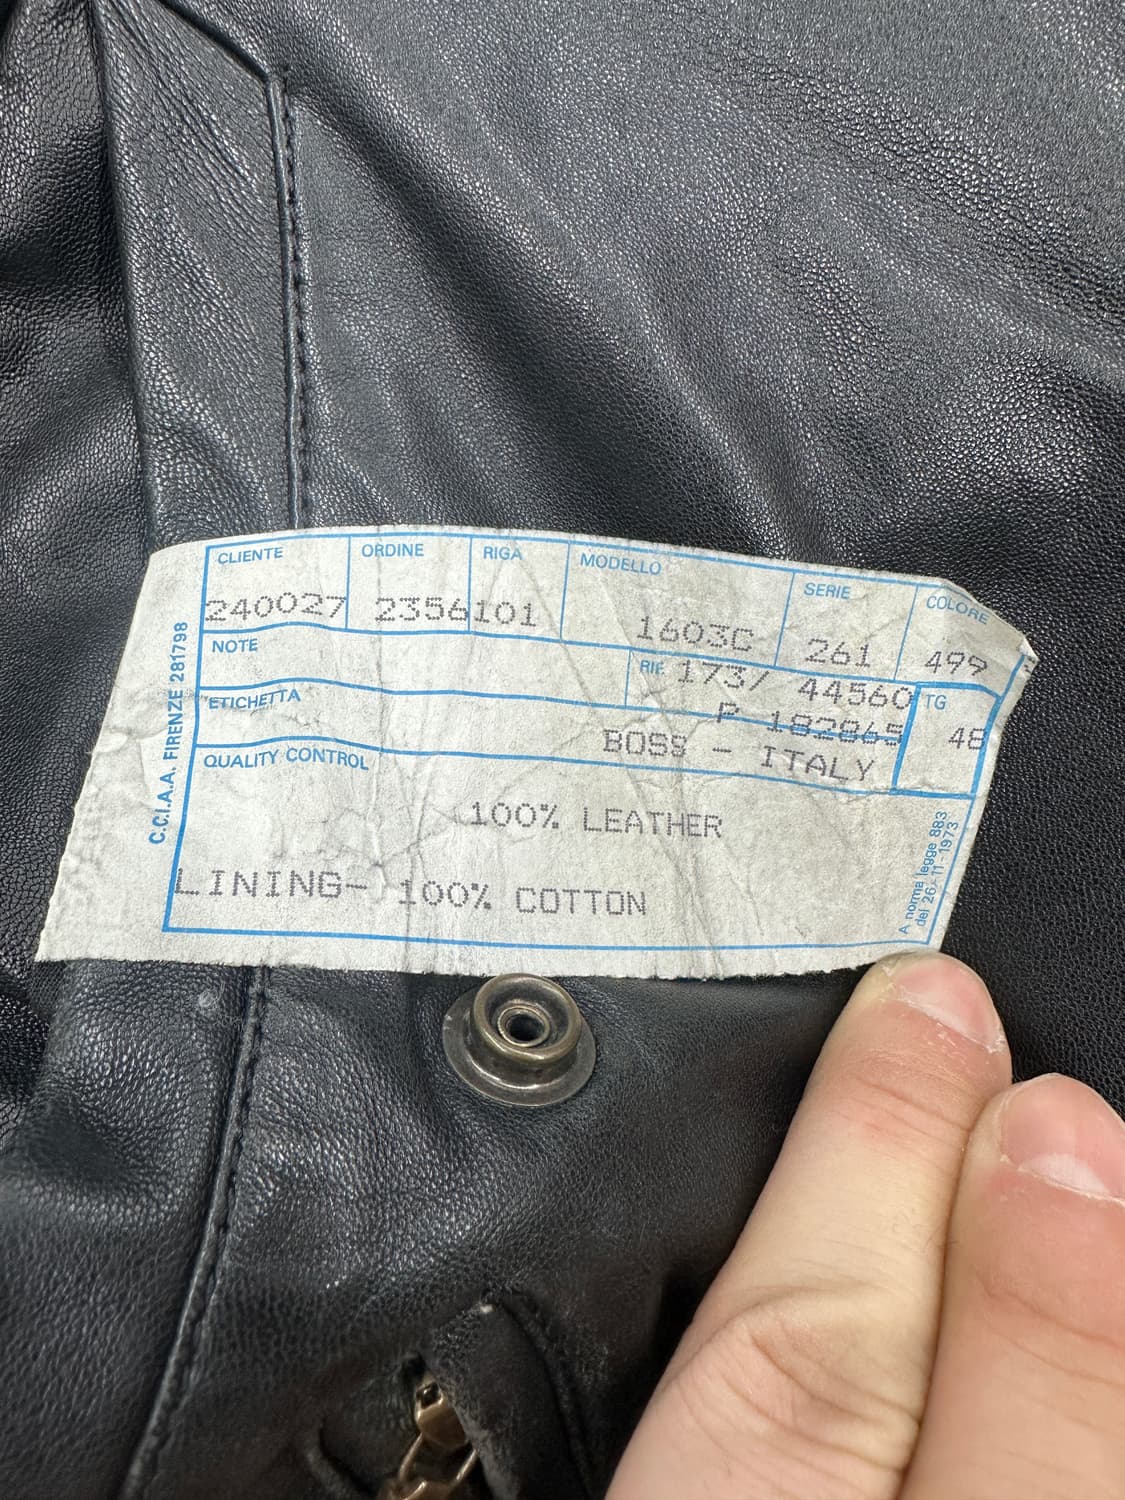 CLIENTE ORDINE RIGA MODELLO SERIE COLORE
240027 2356101 1603C 261 499
NOTE RIF. 173/ 44560 TG
ETICHETTA P 182865 48
BOSS - ITALY
QUALITY CONTROL
100% LEATHER
LINING- 100% COTTON
C.C.I.A.A. FIRENZE 281798
A norma legge 883
del 26-11-1973